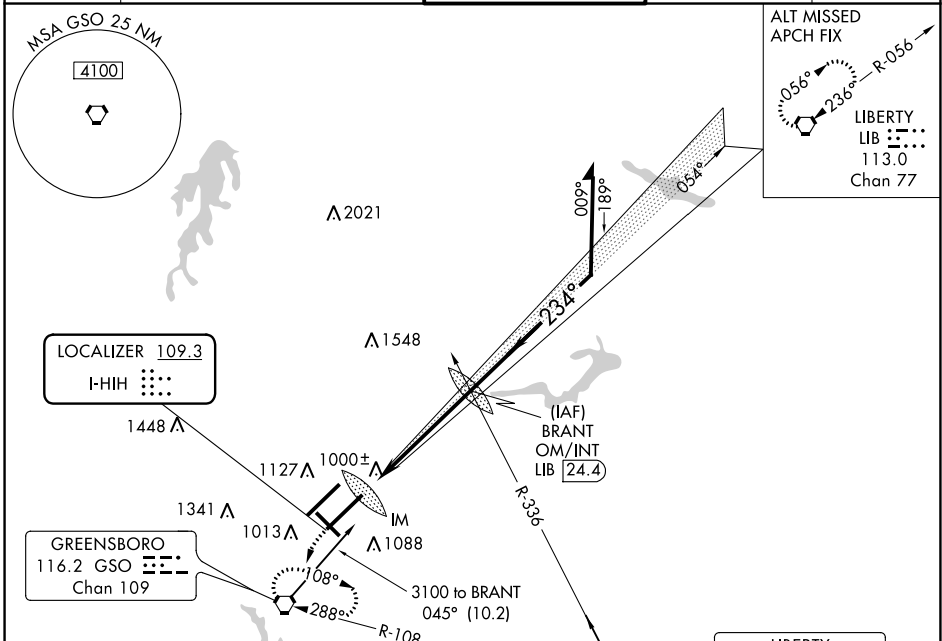 MSA GSO 25 NM
4100
ALT MISSED
APCH FIX
R-056
056°
236°
LIBERTY
LIB
113.0
Chan 77
2021
009°
189°
054°
234°
1548
LOCALIZER 109.3
I-HIH
1448
(IAF)
BRANT
OM/INT
LIB 24.4
1127
1000±
R-336
1341
1013
IM
1088
GREENSBORO
116.2 GSO
Chan 109
108°
288°
R-108
3100 to BRANT
045° (10.2)
LIBERTY